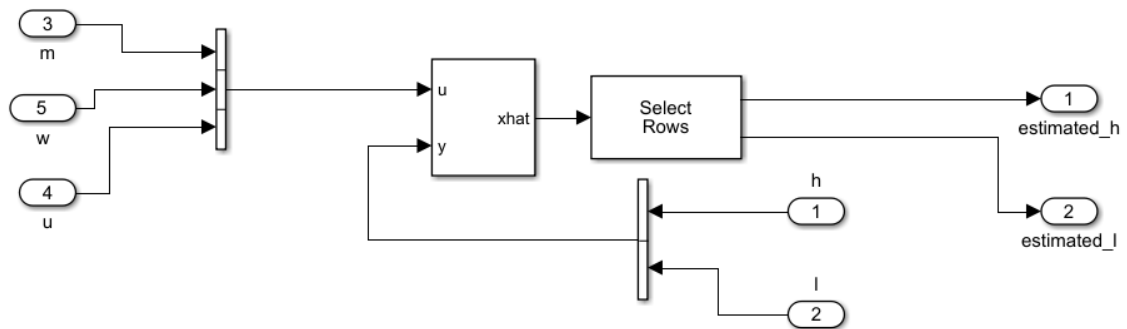 3
m
5
w
4
u
u
y
xhat
Select
Rows
h
1
l
2
1
estimated_h
2
estimated_l